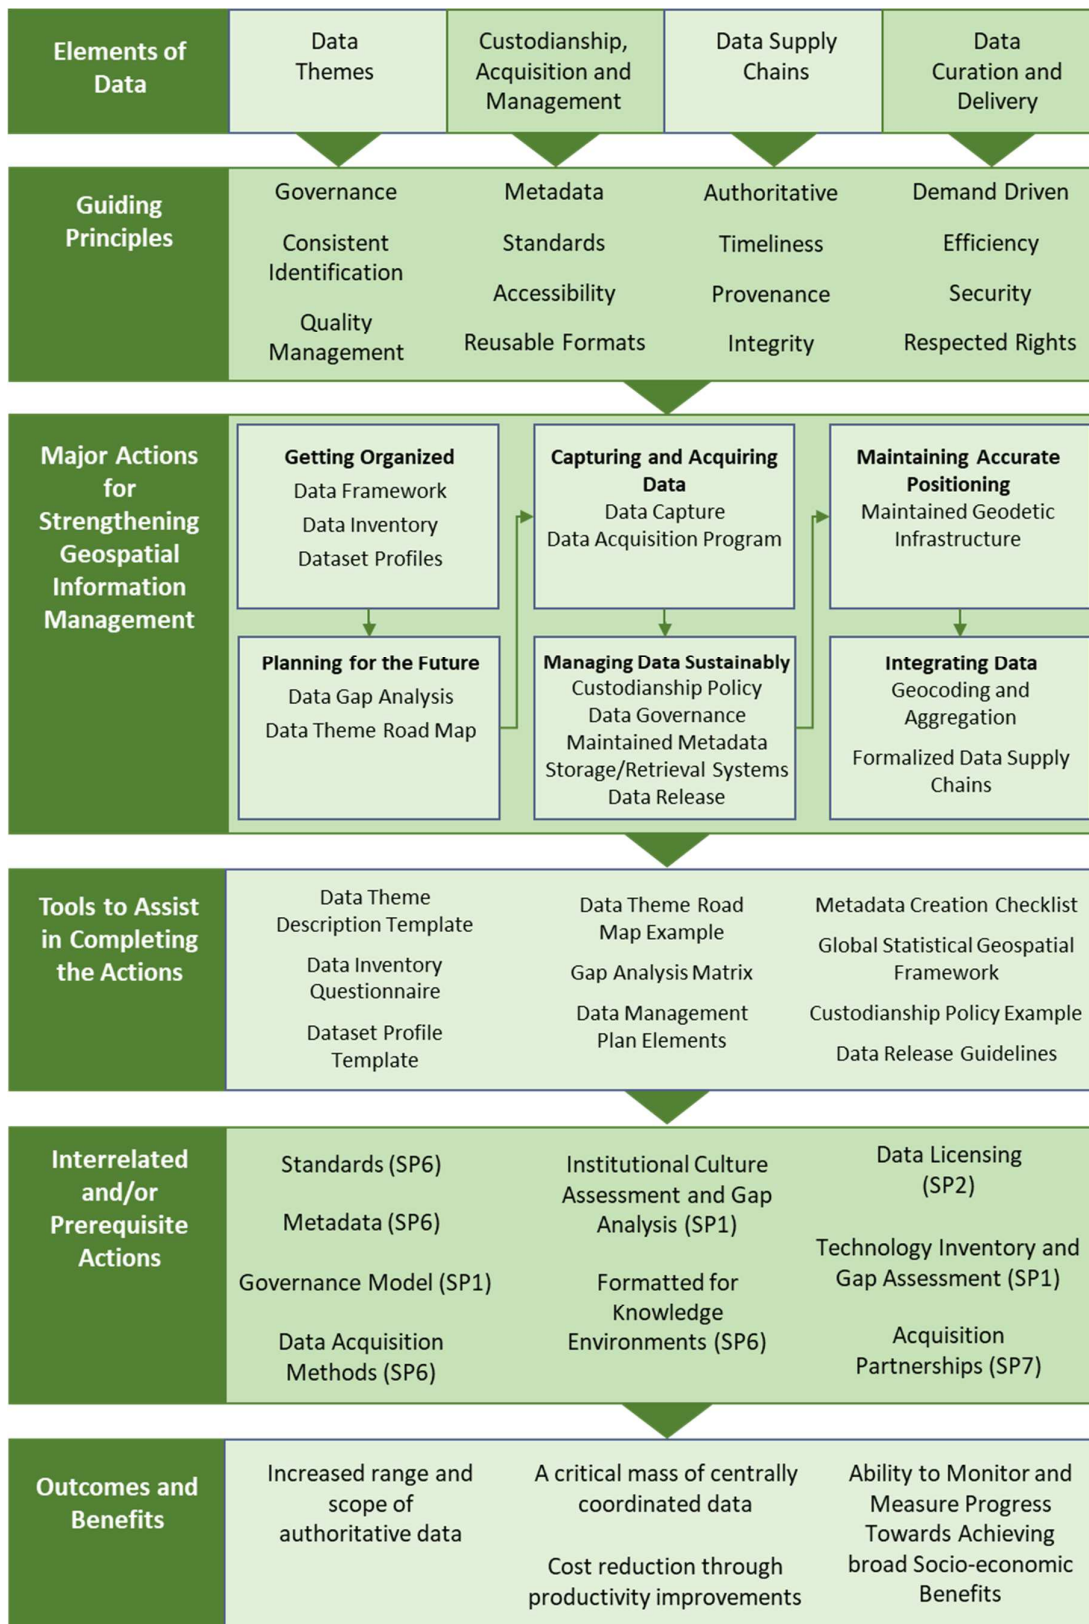 Elements of
Data
Data
Themes
Custodianship,
Acquisition and
Management
Data Supply
Chains
Data
Curation and
Delivery
Guiding
Principles
Governance
Consistent
Identification
Quality
Management
Metadata
Standards
Accessibility
Reusable Formats
Authoritative
Timeliness
Provenance
Integrity
Demand Driven
Efficiency
Security
Respected Rights
Major Actions
for
Strengthening
Geospatial
Information
Management
Getting Organized
Data Framework
Data Inventory
Dataset Profiles
Planning for the Future
Data Gap Analysis
Data Theme Road Map
Capturing and Acquiring
Data
Data Capture
Data Acquisition Program
Managing Data Sustainably
Custodianship Policy
Data Governance
Maintained Metadata
Storage/Retrieval Systems
Data Release
Maintaining Accurate
Positioning
Maintained Geodetic
Infrastructure
Integrating Data
Geocoding and
Aggregation
Formalized Data Supply
Chains
Tools to Assist
in Completing
the Actions
Data Theme
Description Template
Data Inventory
Questionnaire
Dataset Profile
Template
Data Theme Road
Map Example
Gap Analysis Matrix
Data Management
Plan Elements
Metadata Creation Checklist
Global Statistical Geospatial
Framework
Custodianship Policy Example
Data Release Guidelines
Interrelated
and/or
Prerequisite
Actions
Standards (SP6)
Metadata (SP6)
Governance Model (SP1)
Data Acquisition
Methods (SP6)
Institutional Culture
Assessment and Gap
Analysis (SP1)
Formatted for
Knowledge
Environments (SP6)
Data Licensing
(SP2)
Technology Inventory and
Gap Assessment (SP1)
Acquisition
Partnerships (SP7)
Outcomes and
Benefits
Increased range and
scope of
authoritative data
A critical mass of centrally
coordinated data
Cost reduction through
productivity improvements
Ability to Monitor and
Measure Progress
Towards Achieving
broad Socio-economic
Benefits